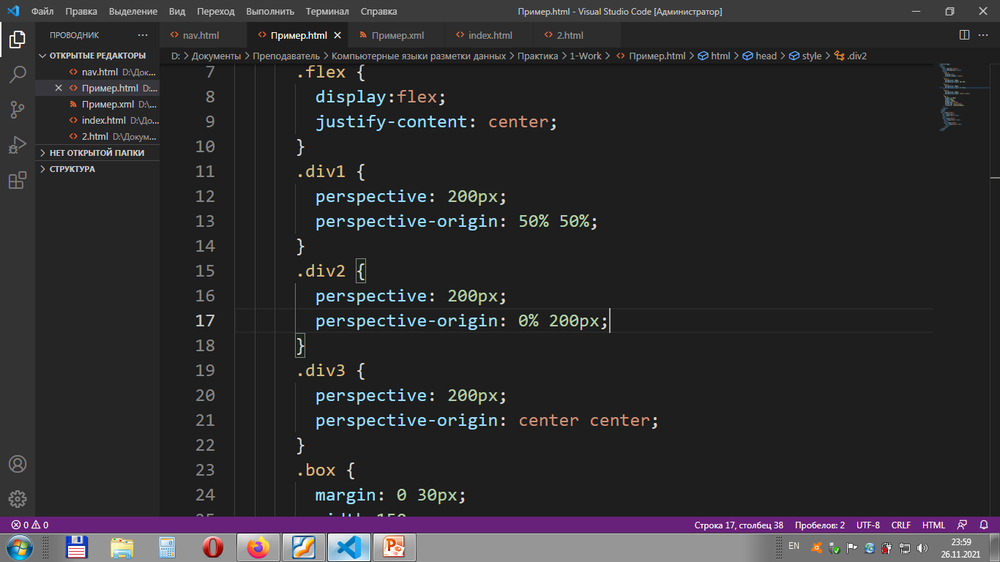 Файл Правка Выделение Вид Переход Выполнить Терминал Справка Пример.html - Visual Studio Code [Администратор]
ПРОВОДНИК ... nav.html Пример.html Пример.xml index.html 2.html ...
ОТКРЫТЫЕ РЕДАКТОРЫ
nav.html D:\Док...
Пример.html D:...
Пример.xml D:\...
index.html D:\До...
2.html D:\Докум...
НЕТ ОТКРЫТОЙ ПАПКИ
СТРУКТУРА
D: > Документы > Преподаватель > Компьютерные языки разметки данных > Практика > 1-Work > Пример.html > html > head > style > .div2
7 .flex {
8 display:flex;
9 justify-content: center;
10 }
11 .div1 {
12 perspective: 200px;
13 perspective-origin: 50% 50%;
14 }
15 .div2 {
16 perspective: 200px;
17 perspective-origin: 0% 200px;
18 }
19 .div3 {
20 perspective: 200px;
21 perspective-origin: center center;
22 }
23 .box {
24 margin: 0 30px;
0 0 Строка 17, столбец 38 Пробелов: 2 UTF-8 CRLF HTML
EN 23:59
26.11.2021